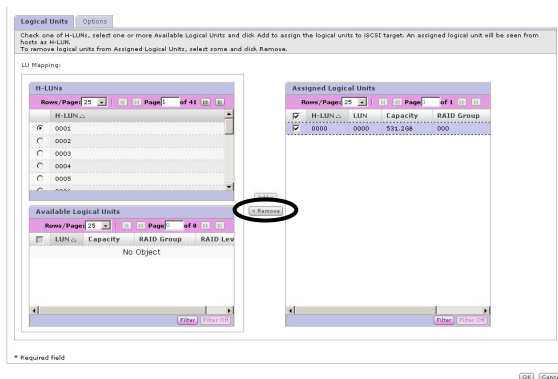 Logical Units Options
Check one of H-LUNs, select one or more Available Logical Units and click Add to assign the logical units to iSCSI target. An assigned logical unit will be seen from
hosts as H-LUN.
To remove logical units from Assigned Logical Units, select some and click Remove.
LU Mapping:
H-LUNs
Rows/Page: 25 Page 1 of 41
H-LUN
0001
0002
0003
0004
0005
Available Logical Units
Rows/Page: 25 Page 0 of 0
LUN Capacity RAID Group RAID Lev
No Object
Filter Filter Off
< Remove
Assigned Logical Units
Rows/Page: 25 Page 1 of 1
H-LUN LUN Capacity RAID Group
0000 0000 531.2GB 000
Filter Filter Off
* Required field
OK Cance